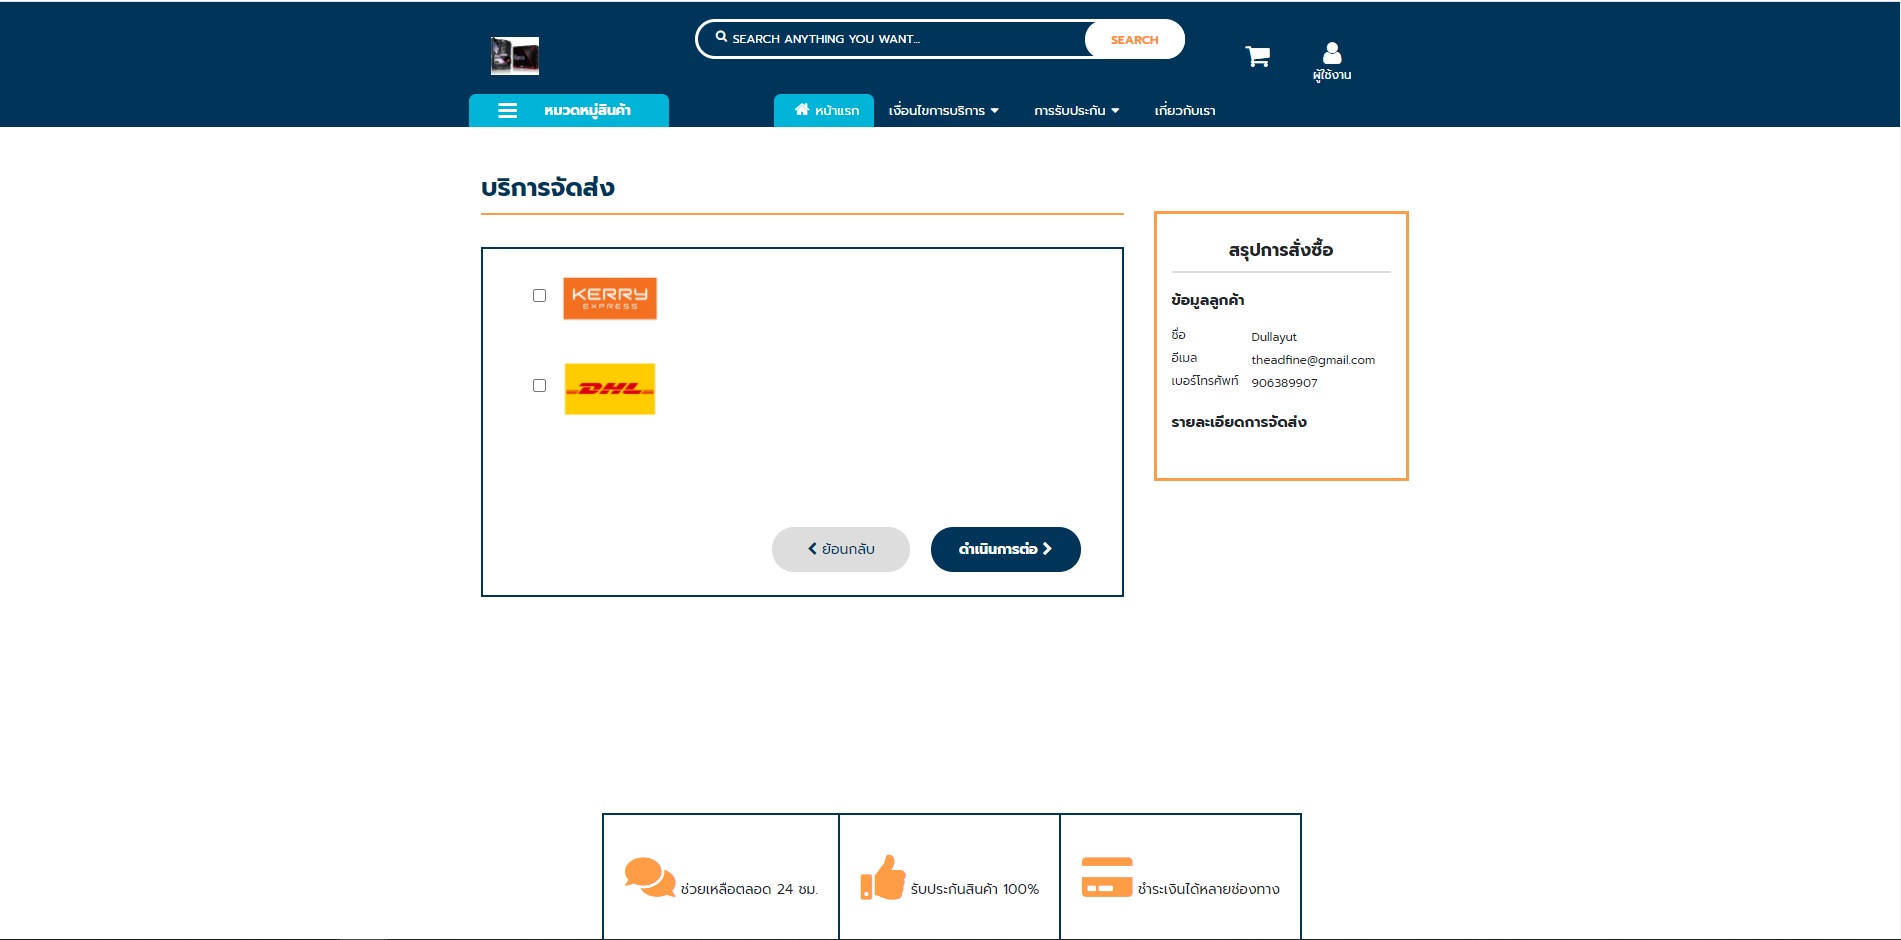 SEARCH ANYTHING YOU WANT...
SEARCH
ผู้ใช้งาน
หมวดหมู่สินค้า
หน้าแรก
เงื่อนไขการบริการ
การรับประกัน
เกี่ยวกับเรา
บริการจัดส่ง
KERRY
EXPRESS
DHL
ย้อนกลับ
ดำเนินการต่อ
สรุปการสั่งซื้อ
ข้อมูลลูกค้า
ชื่อ Dullayut
อีเมล theadfine@gmail.com
เบอร์โทรศัพท์ 906389907
รายละเอียดการจัดส่ง
ช่วยเหลือตลอด 24 ชม.
รับประกันสินค้า 100%
ชำระเงินได้หลายช่องทาง